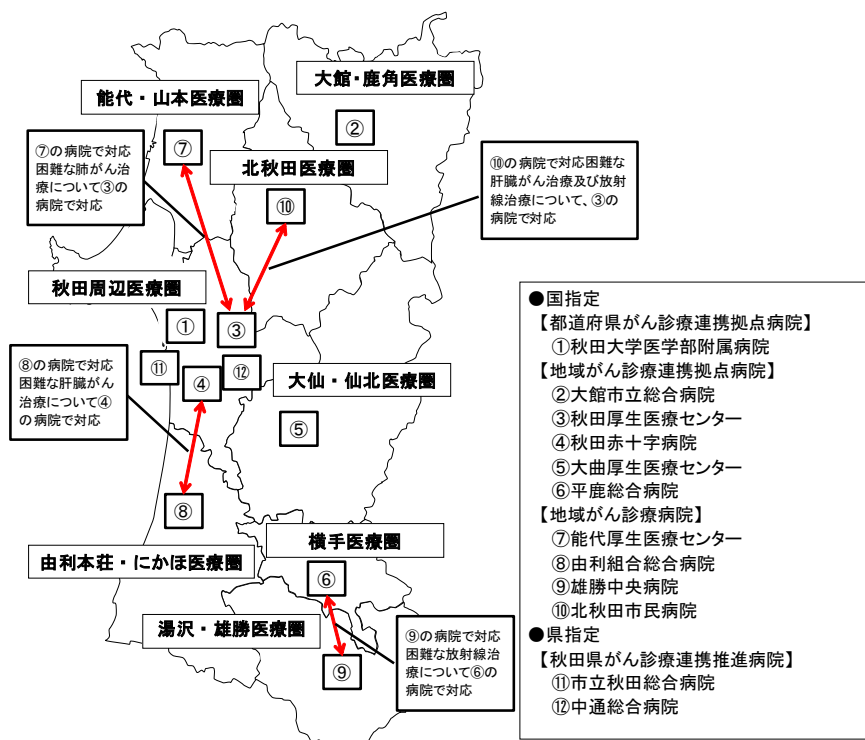 大館・鹿角医療圏
能代・山本医療圏
②
⑦の病院で対応
困難な肺がん治
療について③の
病院で対応
⑦
北秋田医療圏
⑩
⑩の病院で対応困難な
肝臓がん治療及び放射
線治療について、③の
病院で対応
秋田周辺医療圏
①
③
⑪
④
⑫
⑧の病院で対応
困難な肝臓がん
治療について④
の病院で対応
大仙・仙北医療圏
⑤
⑧
由利本荘・にかほ医療圏
横手医療圏
⑥
湯沢・雄勝医療圏
⑨
⑨の病院で対応
困難な放射線治
療について⑥の
病院で対応
●国指定
【都道府県がん診療連携拠点病院】
①秋田大学医学部附属病院
【地域がん診療連携拠点病院】
②大館市立総合病院
③秋田厚生医療センター
④秋田赤十字病院
⑤大曲厚生医療センター
⑥平鹿総合病院
【地域がん診療病院】
⑦能代厚生医療センター
⑧由利組合総合病院
⑨雄勝中央病院
⑩北秋田市民病院
●県指定
【秋田県がん診療連携推進病院】
⑪市立秋田総合病院
⑫中通総合病院